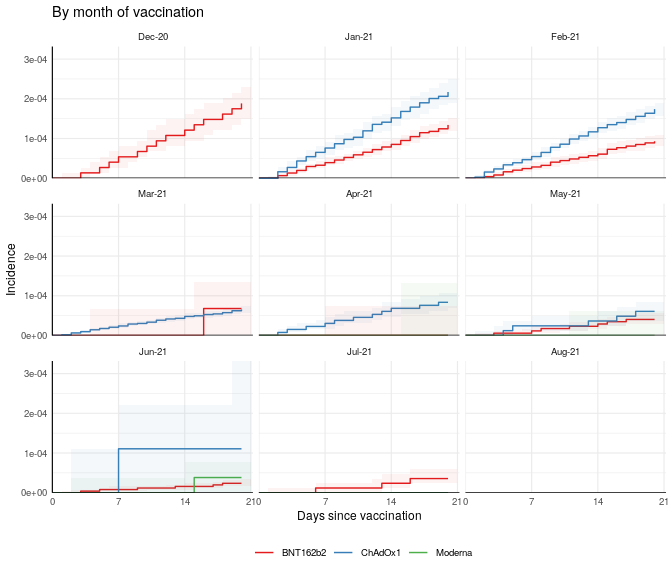 By month of vaccination
Dec-20 Jan-21 Feb-21
3e-04
2e-04
1e-04
0e+00
Mar-21 Apr-21 May-21
3e-04
2e-04
1e-04
0e+00
Incidence
Jun-21 Jul-21 Aug-21
3e-04
2e-04
1e-04
0e+00
0 7 14 21 0 7 14 21 0 7 14 21
Days since vaccination
BNT162b2 ChAdOx1 Moderna